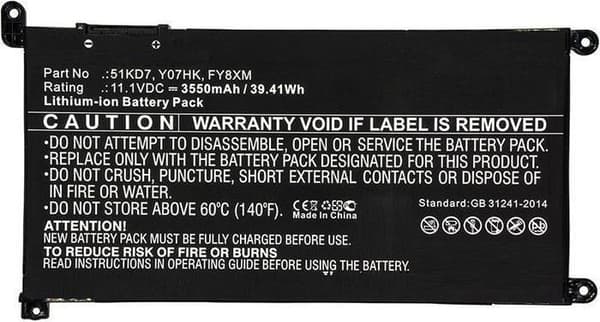 Part No .:51KD7, Y07HK, FY8XM
Rating .:11.1VDC ⎓ 3550mAh / 39.41Wh
Lithium-ion Battery Pack
CAUTION WARRANTY VOID IF LABEL IS REMOVED
•DO NOT ATTEMPT TO DISASSEMBLE, OPEN OR SERVICE THE BATTERY PACK.
•REPLACE ONLY WITH THE BATTERY PACK DESIGNATED FOR THIS PRODUCT.
•DO NOT CRUSH, PUNCTURE, SHORT EXTERNAL CONTACTS OR DISPOSE OF
IN FIRE OR WATER.
•DO NOT STORE ABOVE 60℃ (140℉).
CE
Made In China
Standard:GB 31241-2014
ATTENTION!
NEW BATTERY PACK MUST BE FULLY CHARGED BEFORE USE.
TO REDUCE RISK OF FIRE OR BURNS
READ INSTRUCTIONS IN OPERATING GUIDE BEFORE USING THE BATTERY.